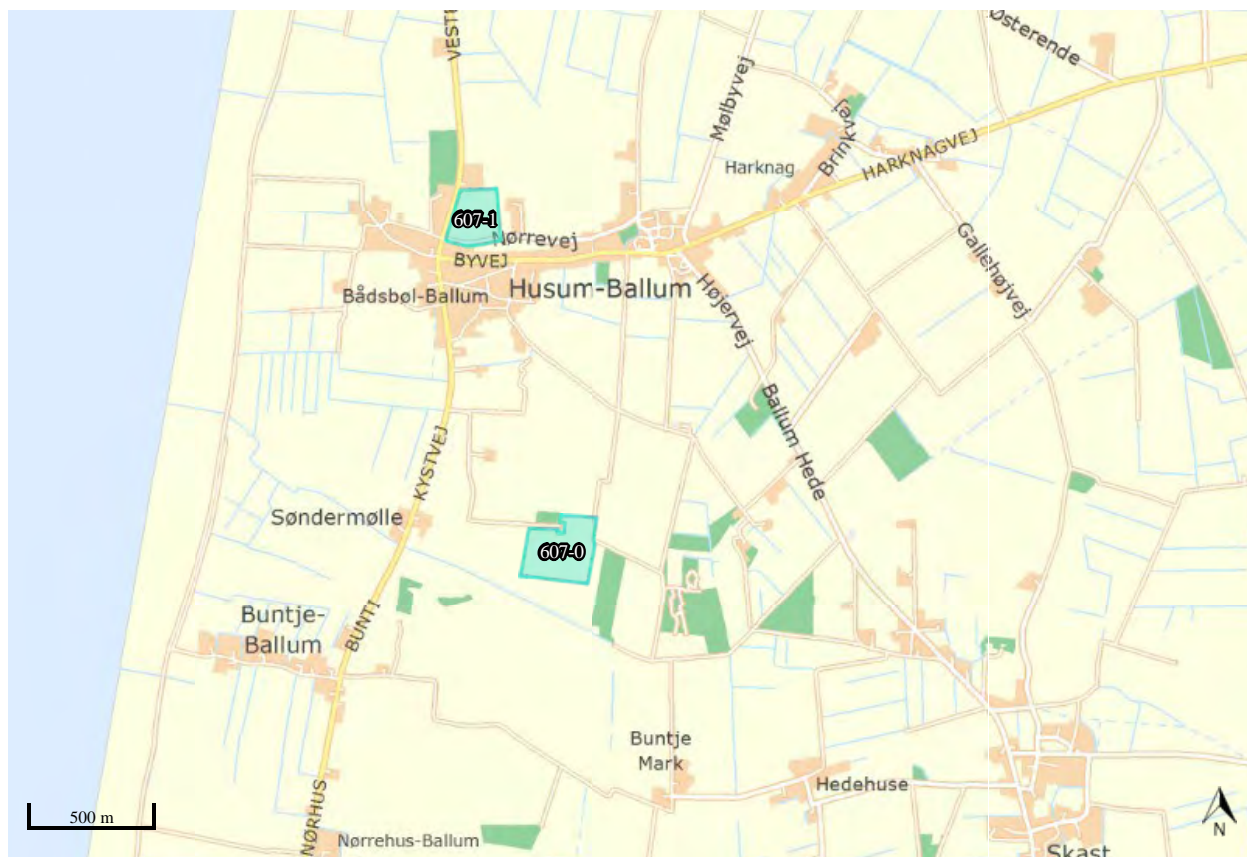 Østerende
VEST
Mølbyvej
Brinkvej
HARKNAGVEJ
Harknag
607-1
Nørrevej
BYVEJ
Gallehøjvej
Bådsbøl-Ballum
Husum-Ballum
Højervej
Ballum Hede
KYSTVEJ
Søndermølle
607-0
Buntje-
Ballum
BUNTJ
Buntje
Mark
Hedehuse
NØRHUS
500 m
Nørrehus-Ballum
N
Skast